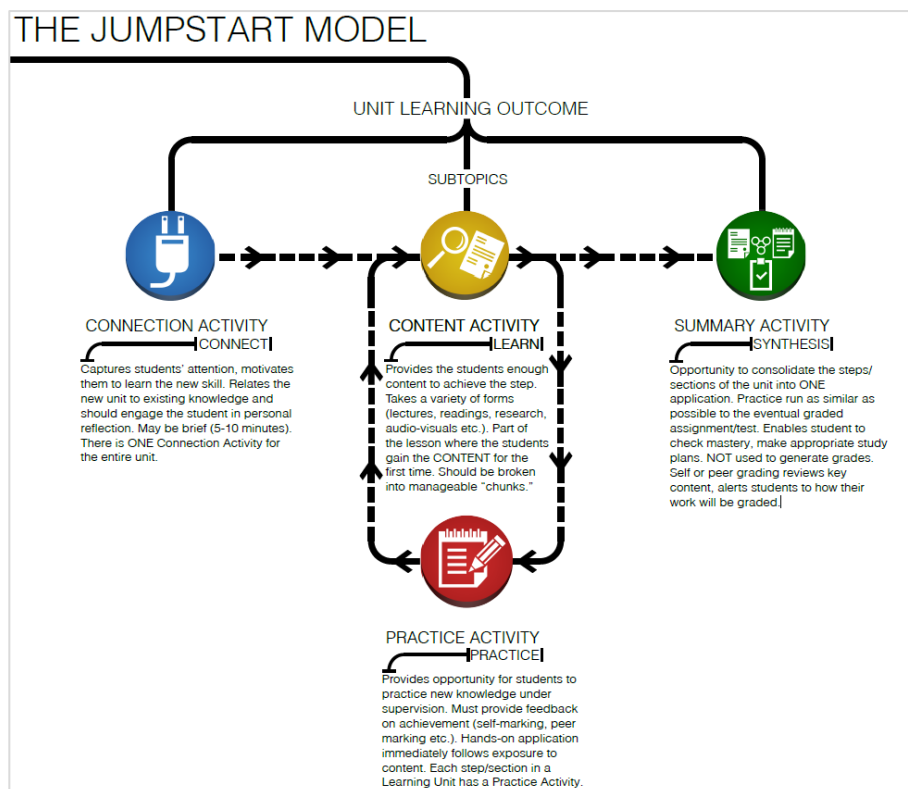 THE JUMPSTART MODEL
UNIT LEARNING OUTCOME
SUBTOPICS
CONNECTION ACTIVITY
CONNECT
Captures students' attention, motivates
them to learn the new skill. Relates the
new unit to existing knowledge and
should engage the student in personal
reflection. May be brief (5-10 minutes).
There is ONE Connection Activity for
the entire unit.
CONTENT ACTIVITY
LEARN
Provides the students enough
content to achieve the step.
Takes a variety of forms
(lectures, readings, research,
audio-visuals etc.). Part of
the lesson where the students
gain the CONTENT for the
first time. Should be broken
into manageable “chunks.”
SUMMARY ACTIVITY
SYNTHESIS
Opportunity to consolidate the steps/
sections of the unit into ONE
application. Practice run as similar as
possible to the eventual graded
assignment/test. Enables student to
check mastery, make appropriate study
plans. NOT used to generate grades.
Self or peer grading reviews key
content, alerts students to how their
work will be graded.
PRACTICE ACTIVITY
PRACTICE
Provides opportunity for students to
practice new knowledge under
supervision. Must provide feedback
on achievement (self-marking, peer
marking etc.). Hands-on application
immediately follows exposure to
content. Each step/section in a
Learning Unit has a Practice Activity.